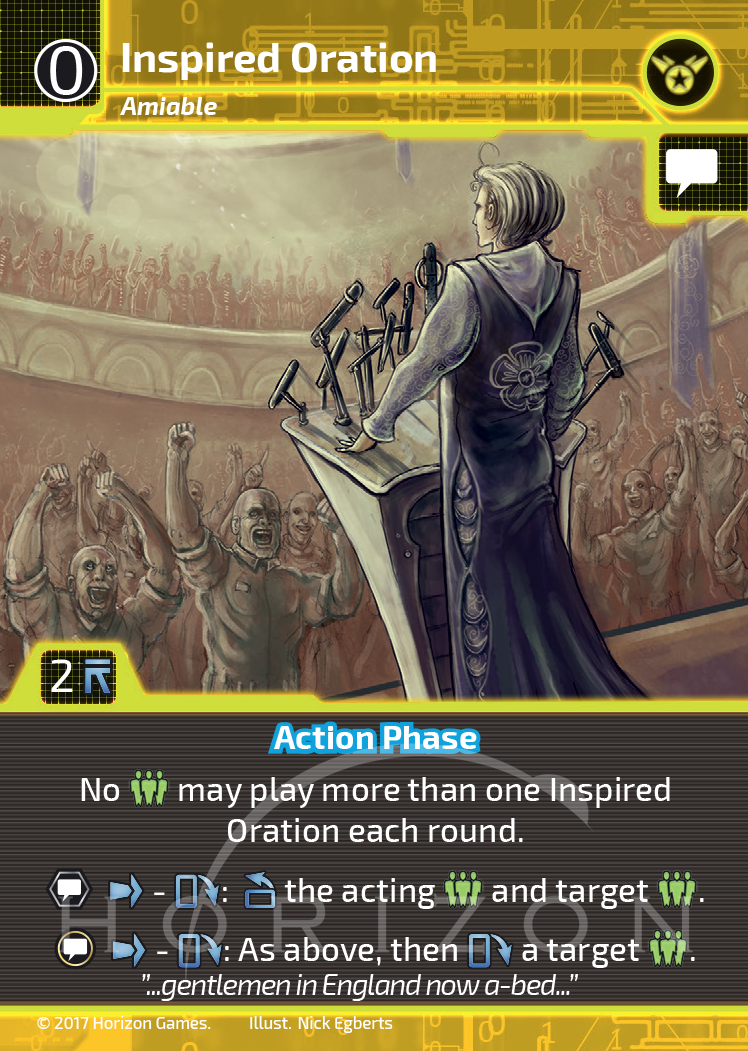 0
Inspired Oration
Amiable
2
Action Phase
No may play more than one Inspired
Oration each round.
- : the acting and target .
- : As above, then a target .
HORIZON
"...gentlemen in England now a-bed..."
© 2017 Horizon Games. Illust. Nick Egberts